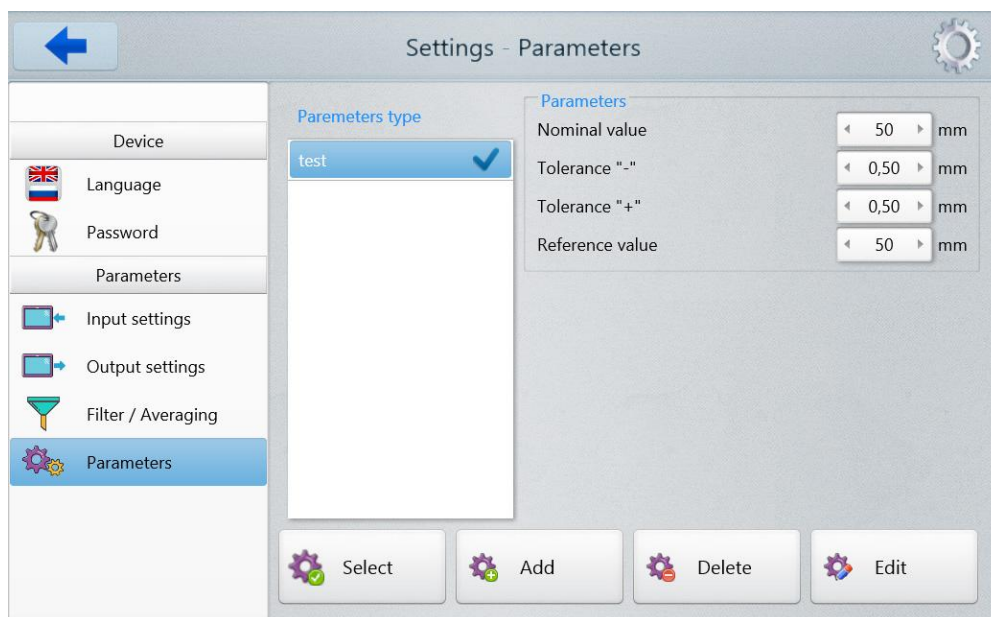 Settings - Parameters
Device
Language
Password
Parameters
Input settings
Output settings
Filter / Averaging
Parameters
Paremeters type
test
Parameters
Nominal value 50 mm
Tolerance "-" 0,50 mm
Tolerance "+" 0,50 mm
Reference value 50 mm
Select Add Delete Edit